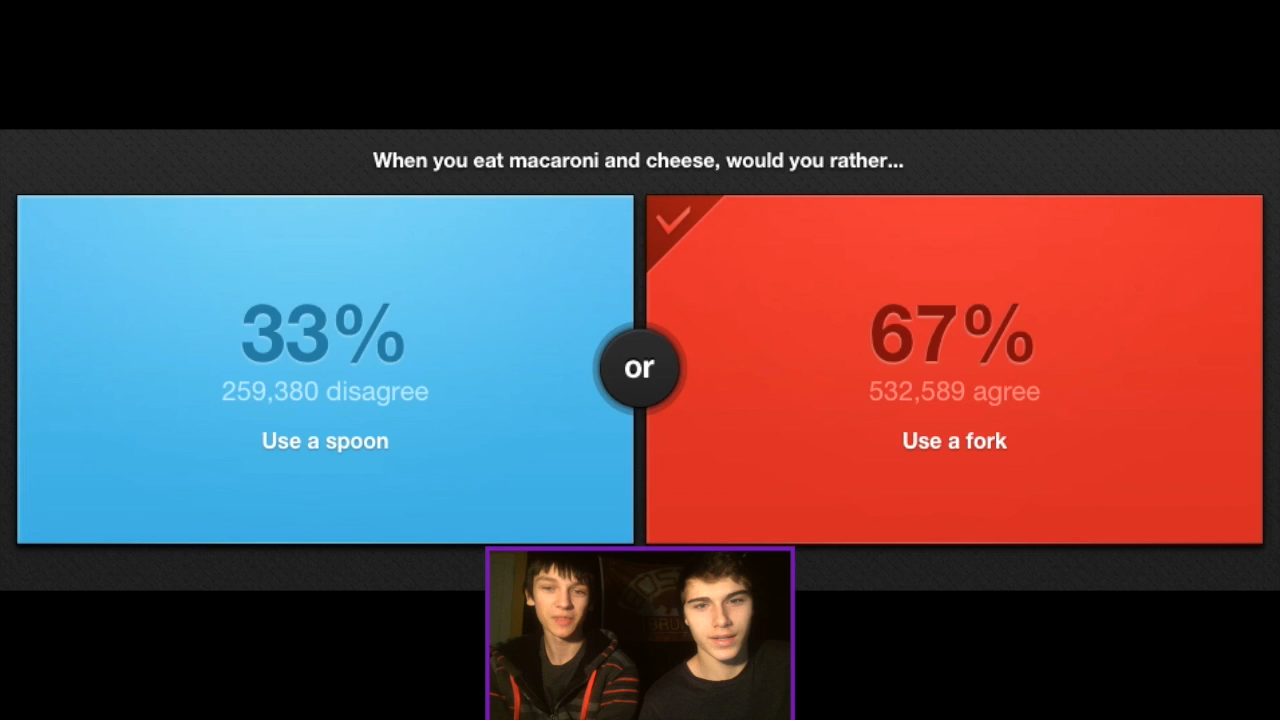 When you eat macaroni and cheese, would you rather...
33%
259,380 disagree
Use a spoon
or
67%
532,589 agree
Use a fork